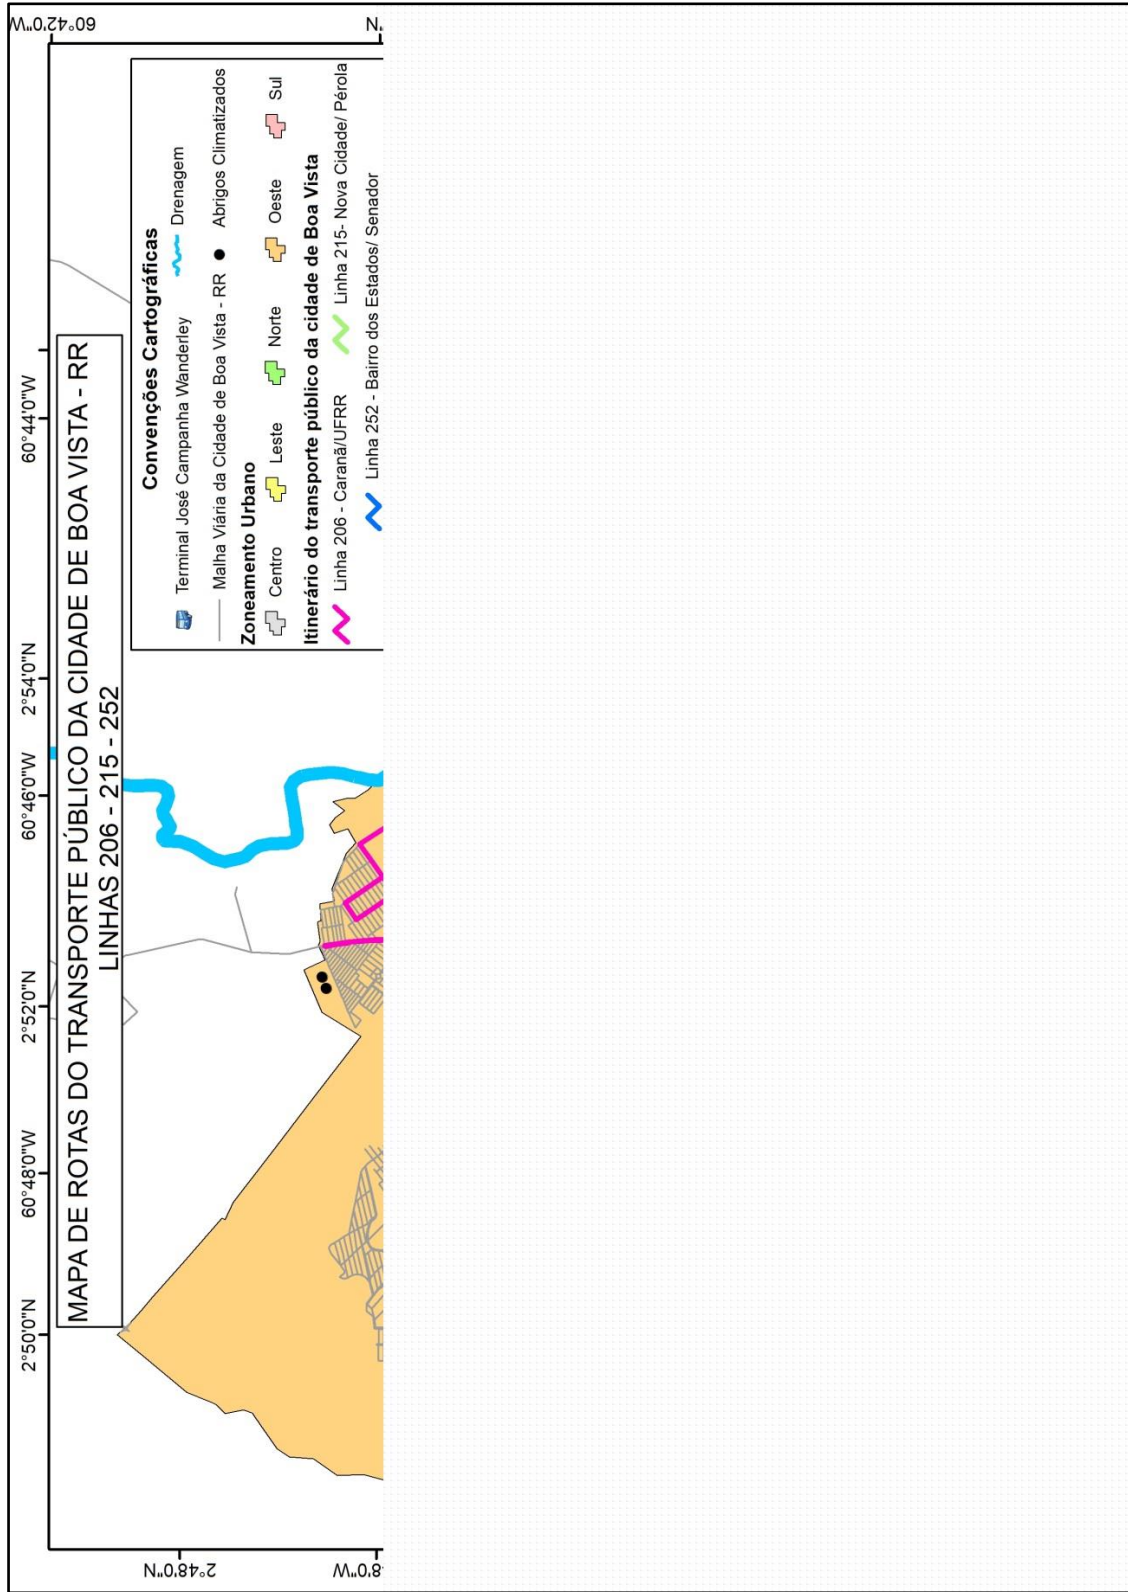 60°42'0"W
MAPA DE ROTAS DO TRANSPORTE PÚBLICO DA CIDADE DE BOA VISTA - RR
LINHAS 206 - 215 - 252
2°50'0"N
60°48'0"W
2°52'0"N
60°46'0"W
2°54'0"N
60°44'0"W
Convenções Cartográficas
Terminal José Campanha Wanderley
Drenagem
Malha Viária da Cidade de Boa Vista - RR
Abrigos Climatizados
Zoneamento Urbano
Centro
Leste
Norte
Oeste
Sul
Itinerário do transporte público da cidade de Boa Vista
Linha 206 - Caranã/UFRR
Linha 215- Nova Cidade/ Pérola
Linha 252 - Bairro dos Estados/ Senador
2°48'0"N